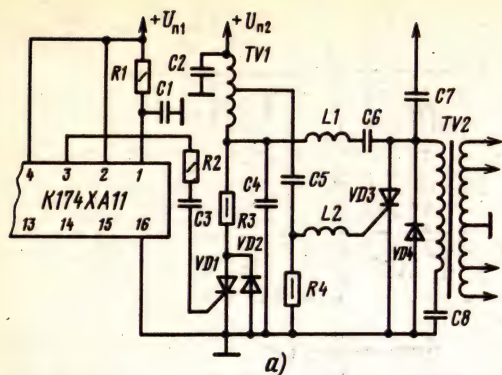 +Uп1
+Uп2
TV1
C2
R1
C1
L1
C6
C7
TV2
4 3 2 1
R2
C5
VD3
К174ХА11
C3
R3
C4
L2
VD4
13 14 15 16
VD2
VD1
R4
C8
а)